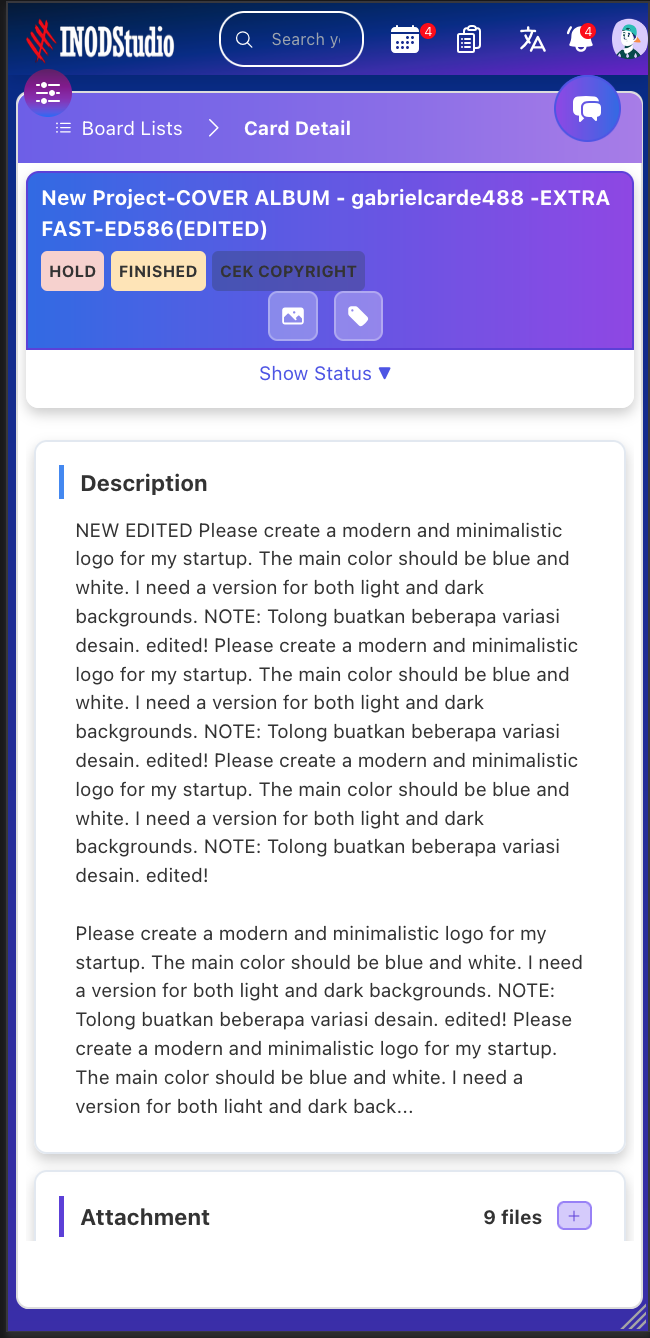 INODStudio
Search yo
4
4
Board Lists
Card Detail
New Project-COVER ALBUM - gabrielcarde488 -EXTRA
FAST-ED586(EDITED)
HOLD FINISHED CEK COPYRIGHT
Show Status ▼
Description
NEW EDITED Please create a modern and minimalistic
logo for my startup. The main color should be blue and
white. I need a version for both light and dark
backgrounds. NOTE: Tolong buatkan beberapa variasi
desain. edited! Please create a modern and minimalistic
logo for my startup. The main color should be blue and
white. I need a version for both light and dark
backgrounds. NOTE: Tolong buatkan beberapa variasi
desain. edited! Please create a modern and minimalistic
logo for my startup. The main color should be blue and
white. I need a version for both light and dark
backgrounds. NOTE: Tolong buatkan beberapa variasi
desain. edited!
Please create a modern and minimalistic logo for my
startup. The main color should be blue and white. I need
a version for both light and dark backgrounds. NOTE:
Tolong buatkan beberapa variasi desain. edited! Please
create a modern and minimalistic logo for my startup.
The main color should be blue and white. I need a
version for both light and dark back...
Attachment
9 files
+